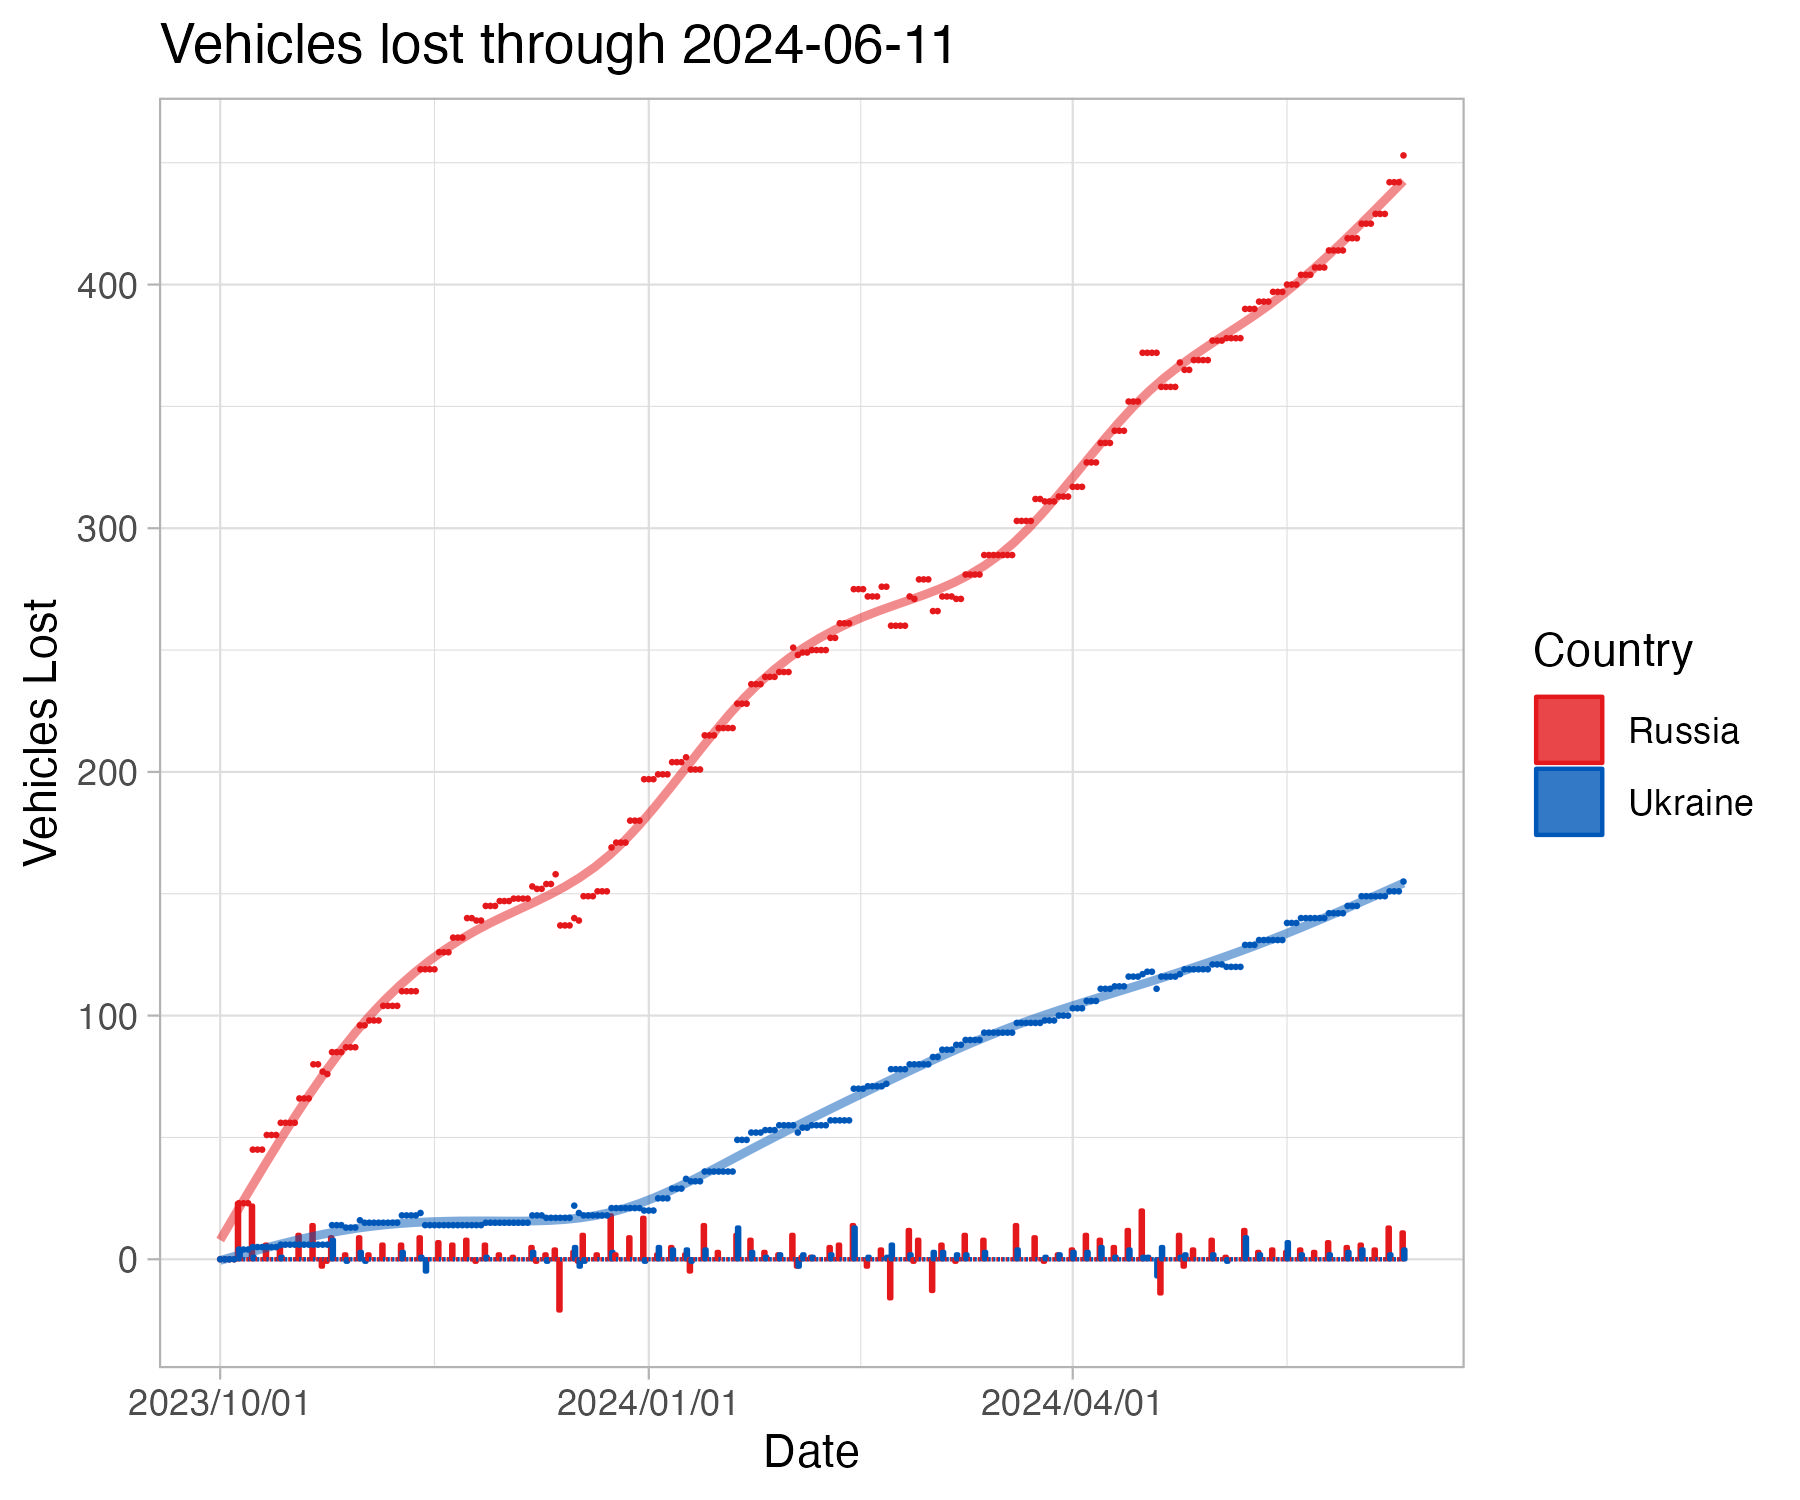 Vehicles lost through 2024-06-11
Vehicles Lost
400
300
200
100
0
2023/10/01
2024/01/01
2024/04/01
Date
Country
Russia
Ukraine